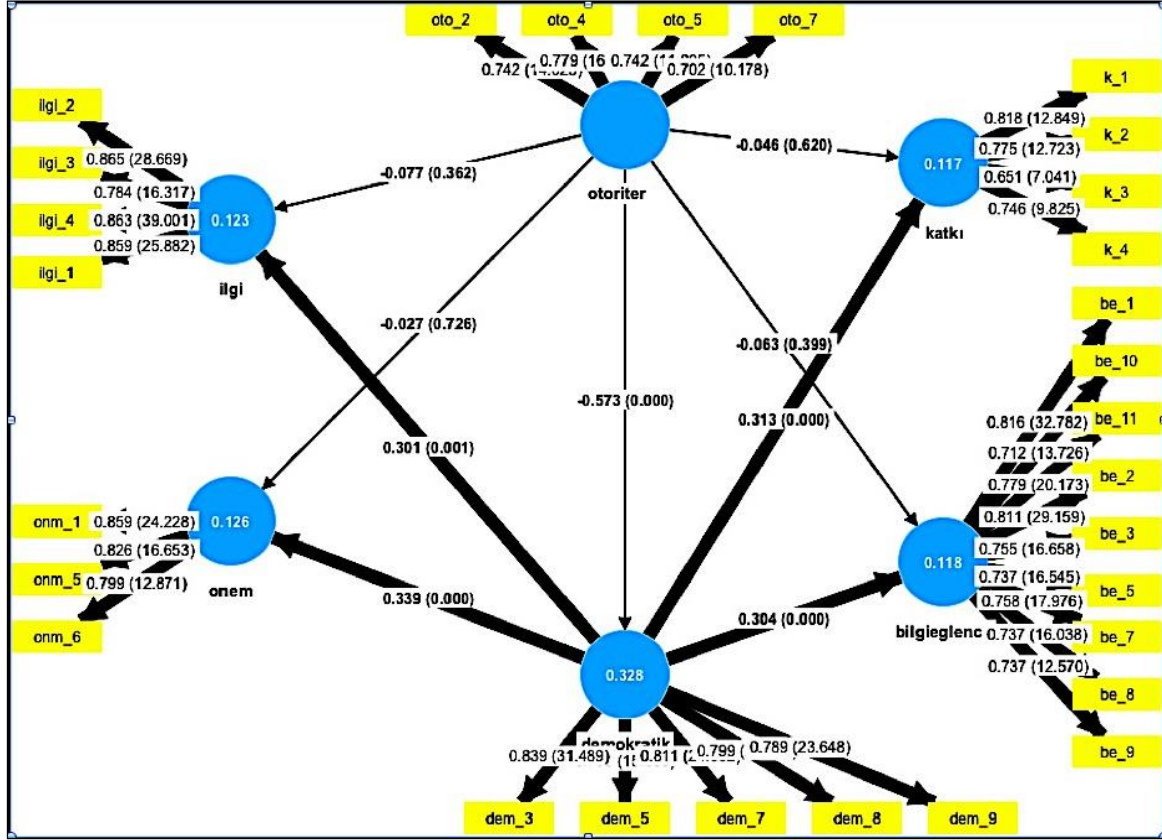 oto_2
oto_4
oto_5
oto_7
0.742
0.779 (16
0.742
0.702 (10.178)
ilgi_2
ilgi_3
ilgi_4
ilgi_1
0.865 (28.669)
0.784 (16.317)
0.863 (39.001)
0.859 (25.882)
0.123
ilgi
otoriter
-0.077 (0.362)
-0.046 (0.620)
0.117
katkı
0.818 (12.849)
0.775 (12.723)
0.651 (7.041)
0.746 (9.825)
k_1
k_2
k_3
k_4
-0.027 (0.726)
-0.063 (0.399)
-0.573 (0.000)
0.301 (0.001)
0.313 (0.000)
0.339 (0.000)
0.304 (0.000)
onm_1
onm_5
onm_6
0.859 (24.228)
0.826 (16.653)
0.799 (12.871)
0.126
onem
0.118
bilgieglenc
0.816 (32.782)
0.712 (13.726)
0.779 (20.173)
0.811 (29.159)
0.755 (16.658)
0.737 (16.545)
0.758 (17.976)
0.737 (16.038)
0.737 (12.570)
be_1
be_10
be_11
be_2
be_3
be_5
be_7
be_8
be_9
0.328
demokratik
0.839 (31.489)
0.811
0.799
0.789 (23.648)
dem_3
dem_5
dem_7
dem_8
dem_9